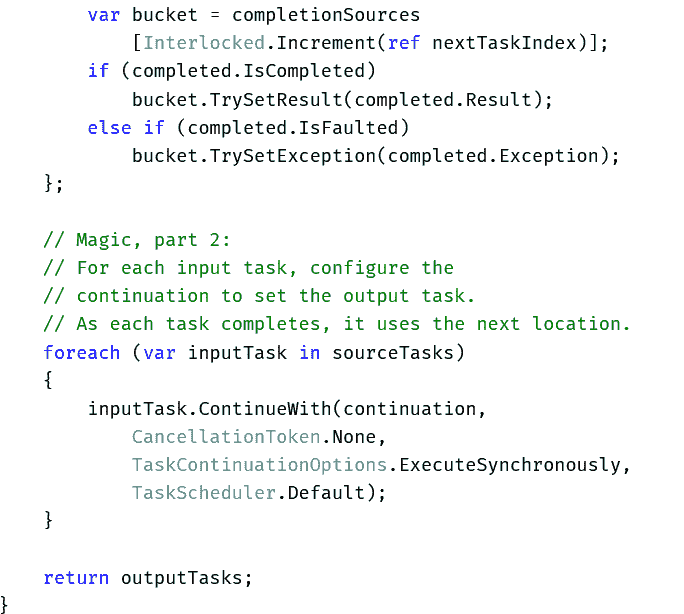 var bucket = completionSources
[Interlocked.Increment(ref nextTaskIndex)];
if (completed.IsCompleted)
bucket.TrySetResult(completed.Result);
else if (completed.IsFaulted)
bucket.TrySetException(completed.Exception);
};
// Magic, part 2:
// For each input task, configure the
// continuation to set the output task.
// As each task completes, it uses the next location.
foreach (var inputTask in sourceTasks)
{
inputTask.ContinueWith(continuation,
CancellationToken.None,
TaskContinuationOptions.ExecuteSynchronously,
TaskScheduler.Default);
}
return outputTasks;
}